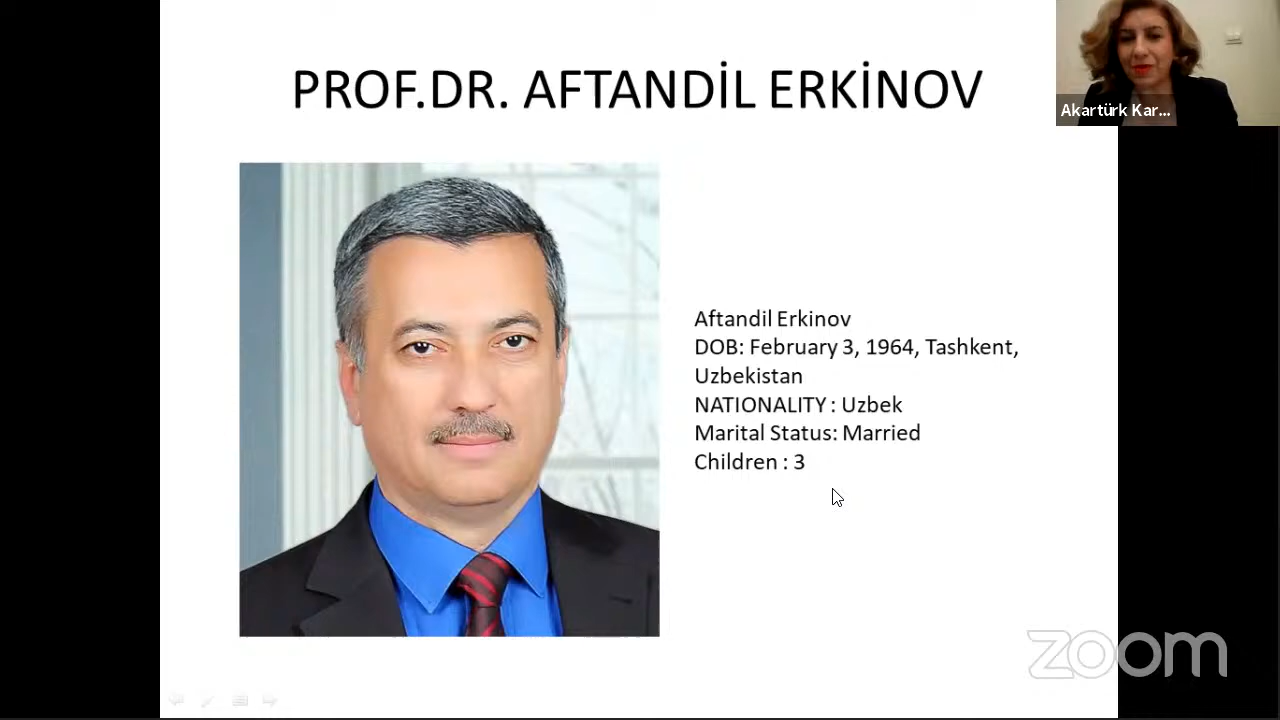 PROF.DR. AFTANDİL ERKİNOV
Akartürk Kar...
Aftandil Erkinov
DOB: February 3, 1964, Tashkent,
Uzbekistan
NATIONALITY : Uzbek
Marital Status: Married
Children : 3
zoom